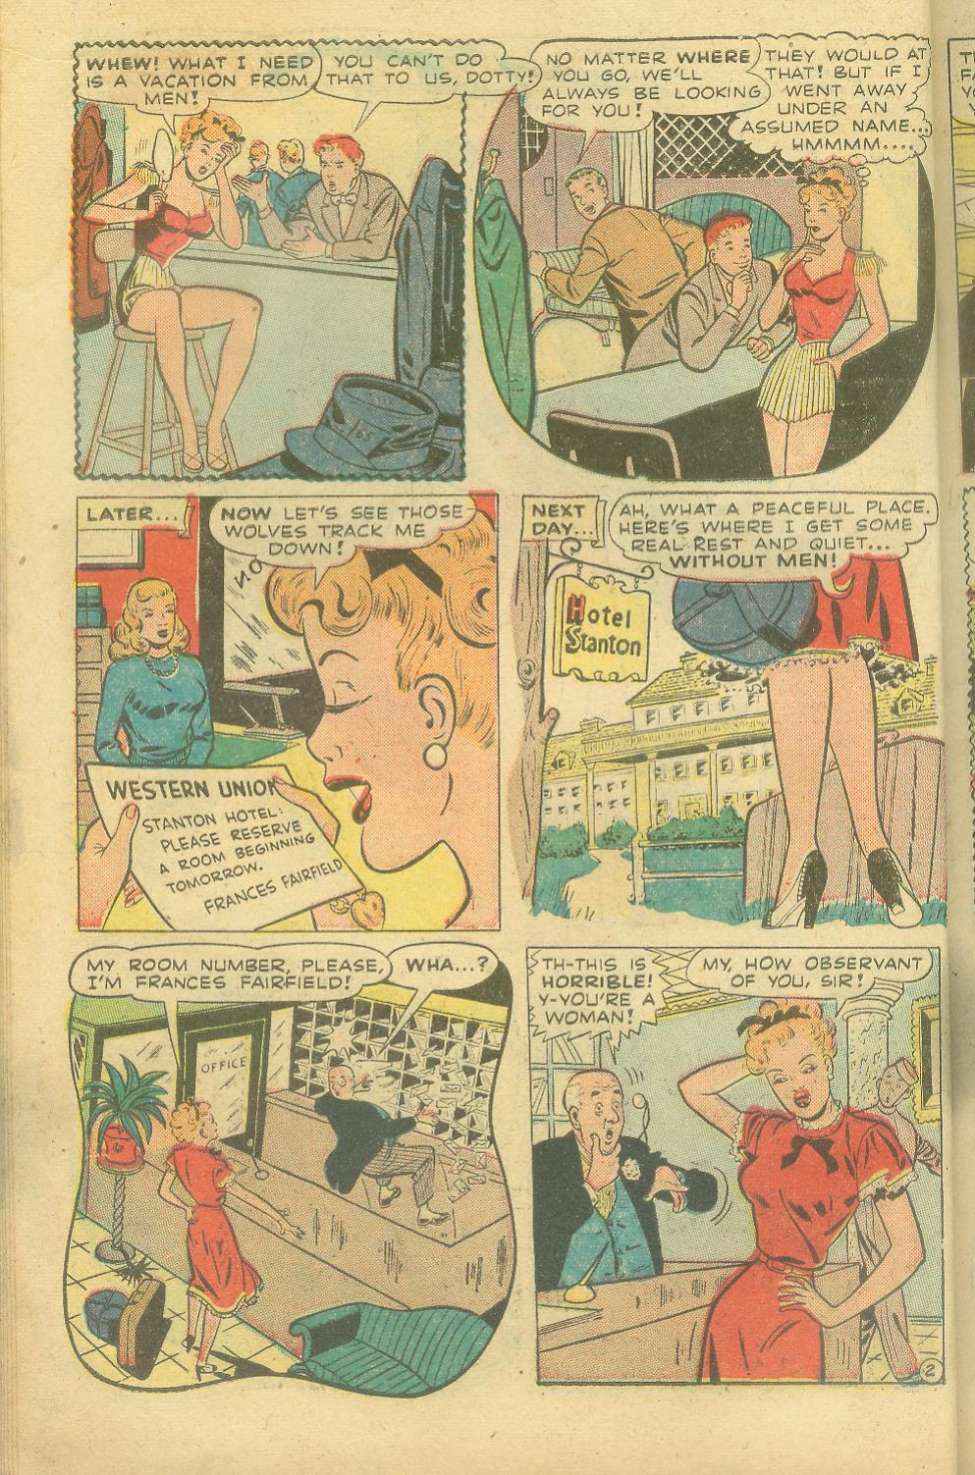 WHEW! WHAT I NEED
IS A VACATION FROM
MEN!
YOU CAN'T DO
THAT TO US, DOTTY!
NO MATTER WHERE
YOU GO, WE'LL
ALWAYS BE LOOKING
FOR YOU!
THEY WOULD AT
THAT! BUT IF I
WENT AWAY
UNDER AN
ASSUMED NAME...
HMMMM....
LATER...
NOW LET'S SEE THOSE
WOLVES TRACK ME
DOWN!
WESTERN UNION
STANTON HOTEL:
PLEASE RESERVE
A ROOM BEGINNING
TOMORROW.
FRANCES FAIRFIELD
NEXT
DAY...
AH, WHAT A PEACEFUL PLACE.
HERE'S WHERE I GET SOME
REAL REST AND QUIET...
WITHOUT MEN!
Hotel
Stanton
MY ROOM NUMBER, PLEASE,
I'M FRANCES FAIRFIELD!
WHA...?
OFFICE
TH-THIS IS
HORRIBLE!
Y-YOU'RE A
WOMAN!
MY, HOW OBSERVANT
OF YOU, SIR!
2